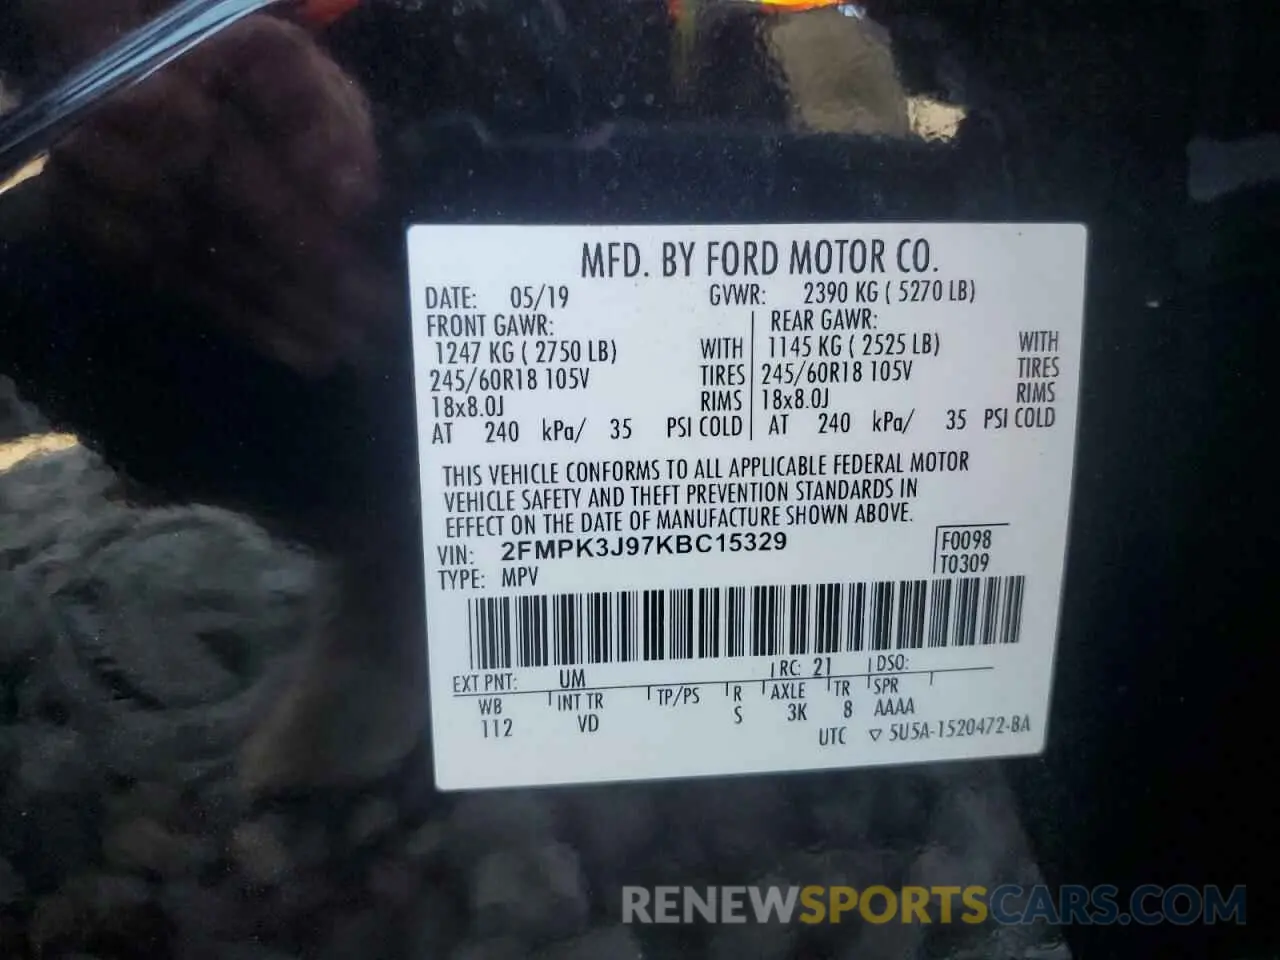 MFD. BY FORD MOTOR CO.
DATE: 05/19 GVWR: 2390 KG ( 5270 LB)
FRONT GAWR: REAR GAWR:
1247 KG ( 2750 LB) WITH 1145 KG ( 2525 LB) WITH
245/60R18 105V TIRES 245/60R18 105V TIRES
18x8.0J RIMS 18x8.0J RIMS
AT 240 kPa/ 35 PSI COLD AT 240 kPa/ 35 PSI COLD
THIS VEHICLE CONFORMS TO ALL APPLICABLE FEDERAL MOTOR
VEHICLE SAFETY AND THEFT PREVENTION STANDARDS IN
EFFECT ON THE DATE OF MANUFACTURE SHOWN ABOVE.
VIN: 2FMPK3J97KBC15329 F0098
TYPE: MPV T0309
EXT PNT: UM RC: 21 DSO:
WB INT TR TP/PS R AXLE TR SPR
112 VD S 3K 8 AAAA
UTC ▽ 5U5A-1520472-BA
RENEWSPORTSCARS.COM